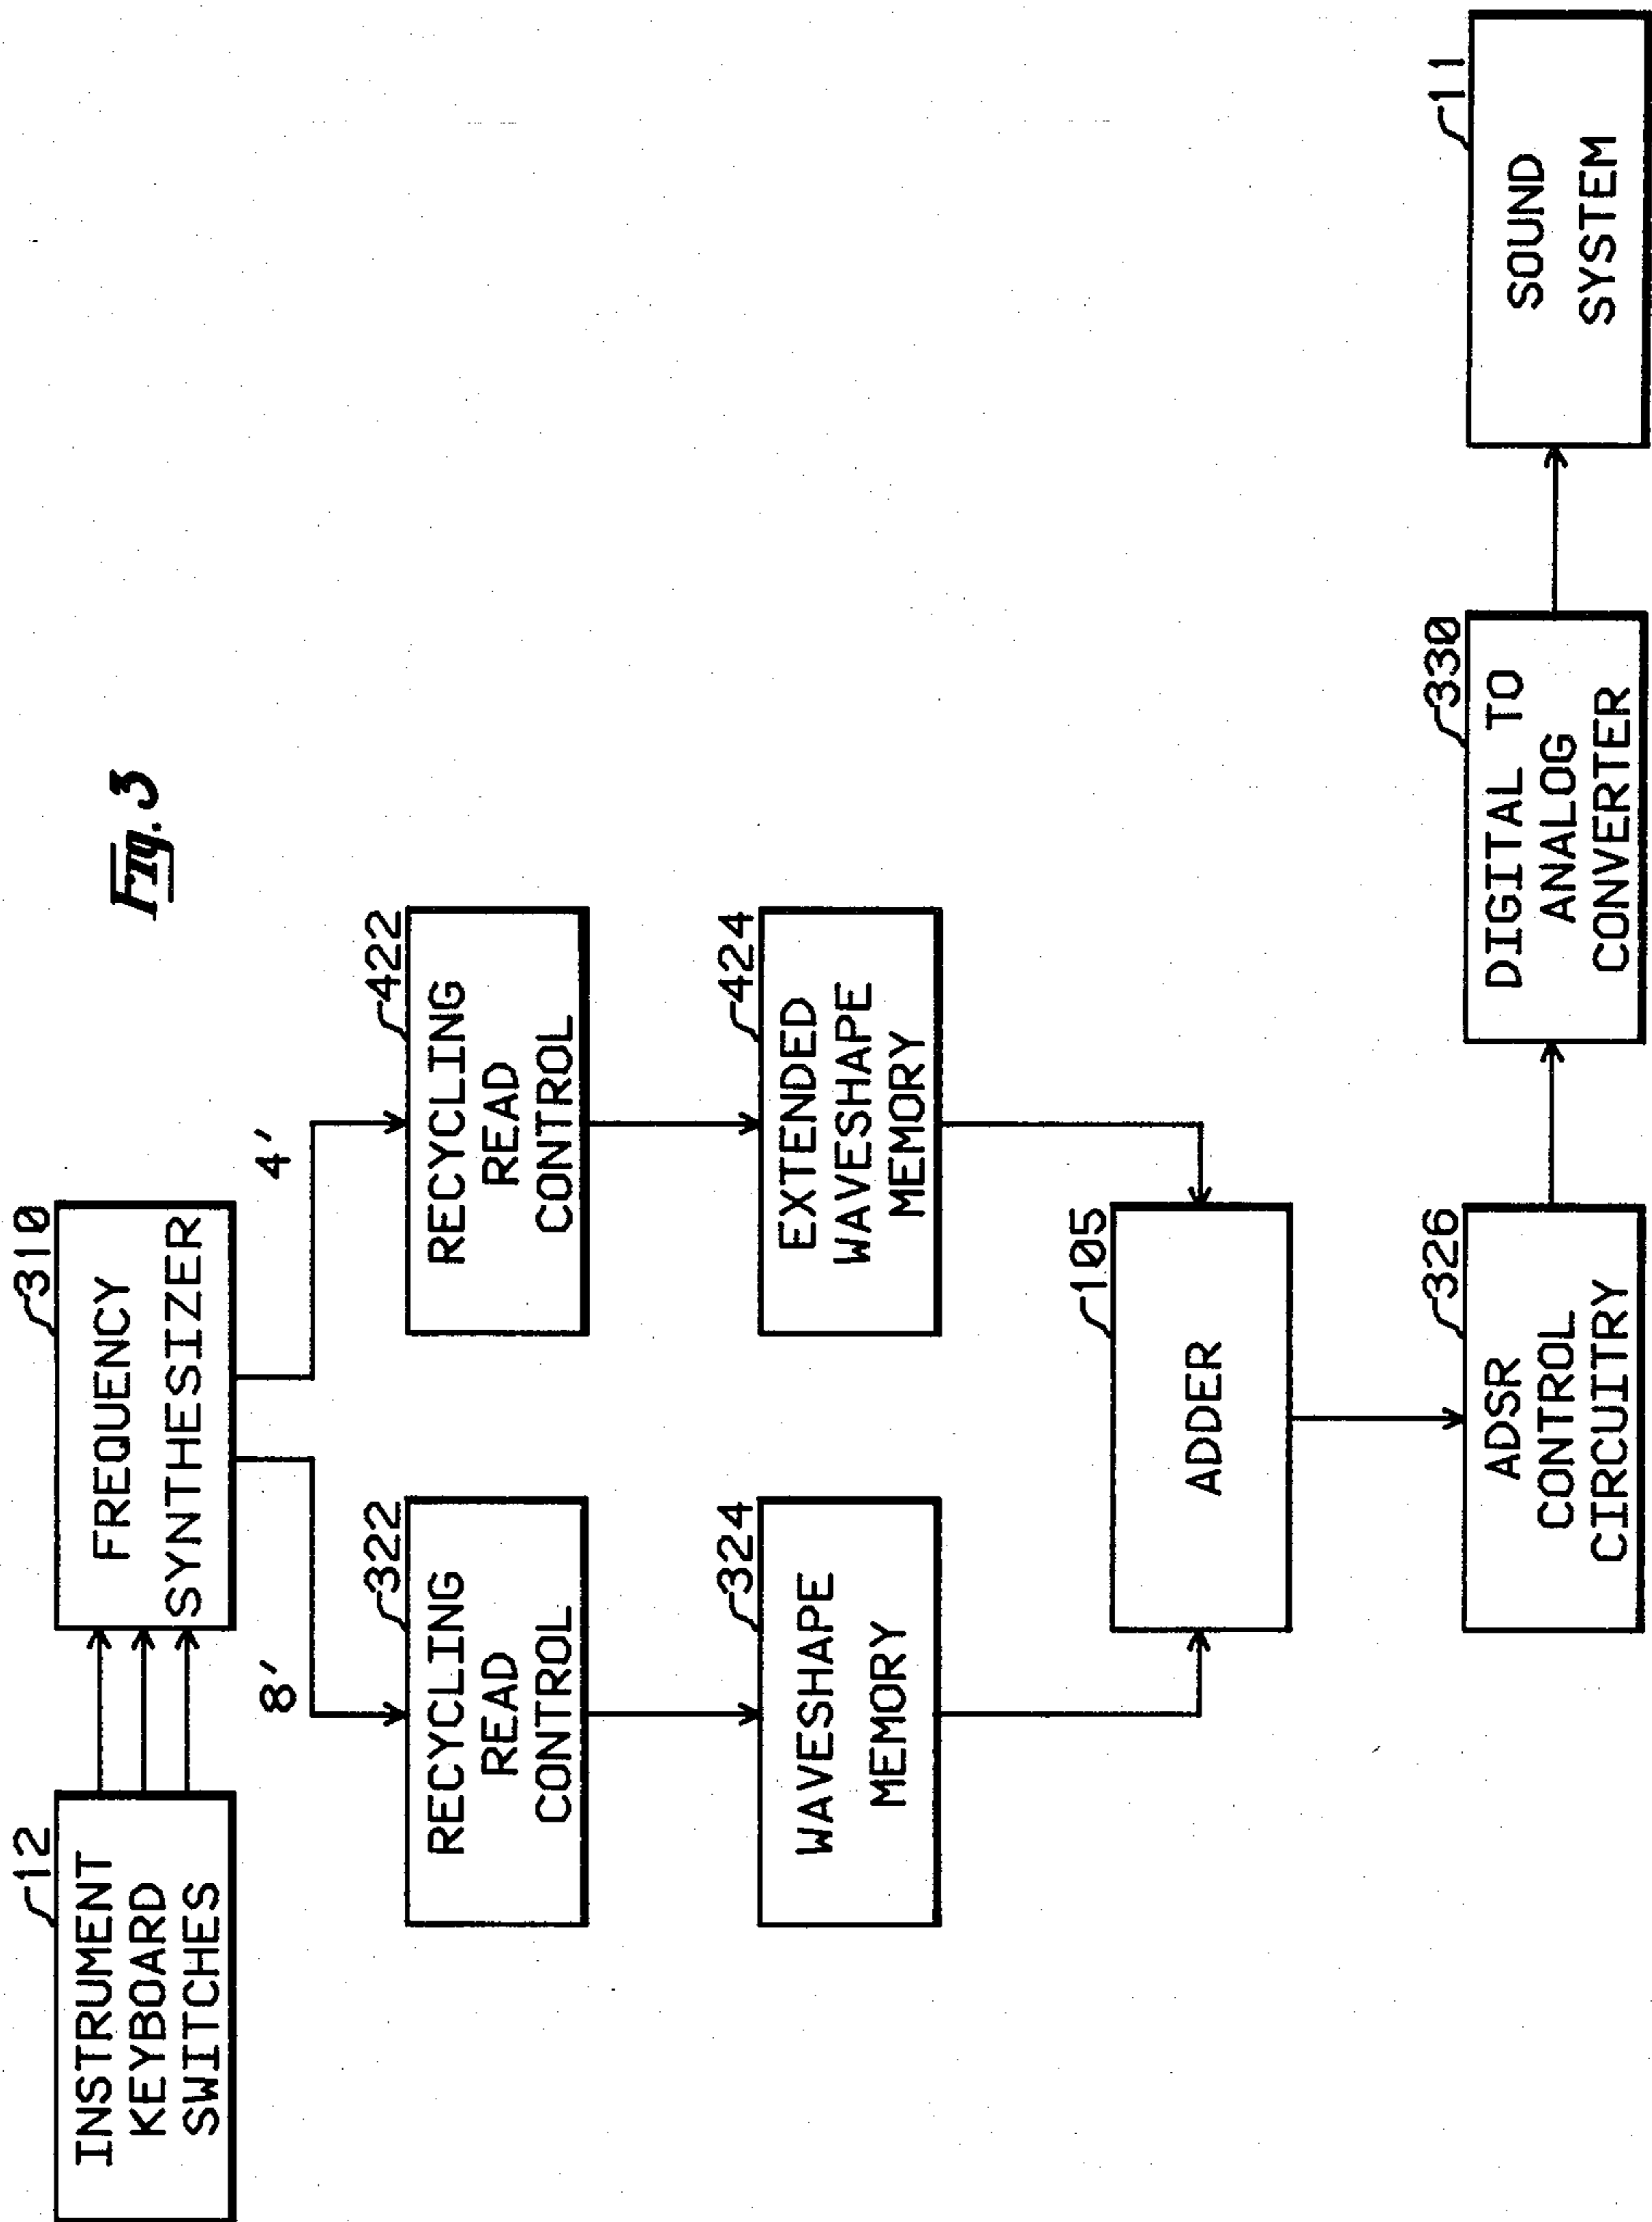 Fig. 3
12
INSTRUMENT
KEYBOARD
SWITCHES
310
FREQUENCY
SYNTHESIZER
8'
4'
322
RECYCLING
READ
CONTROL
422
RECYCLING
READ
CONTROL
324
WAVESHAPE
MEMORY
424
EXTENDED
WAVESHAPE
MEMORY
105
ADDER
326
ADSR
CONTROL
CIRCUITRY
330
DIGITAL TO
ANALOG
CONVERTER
11
SOUND
SYSTEM